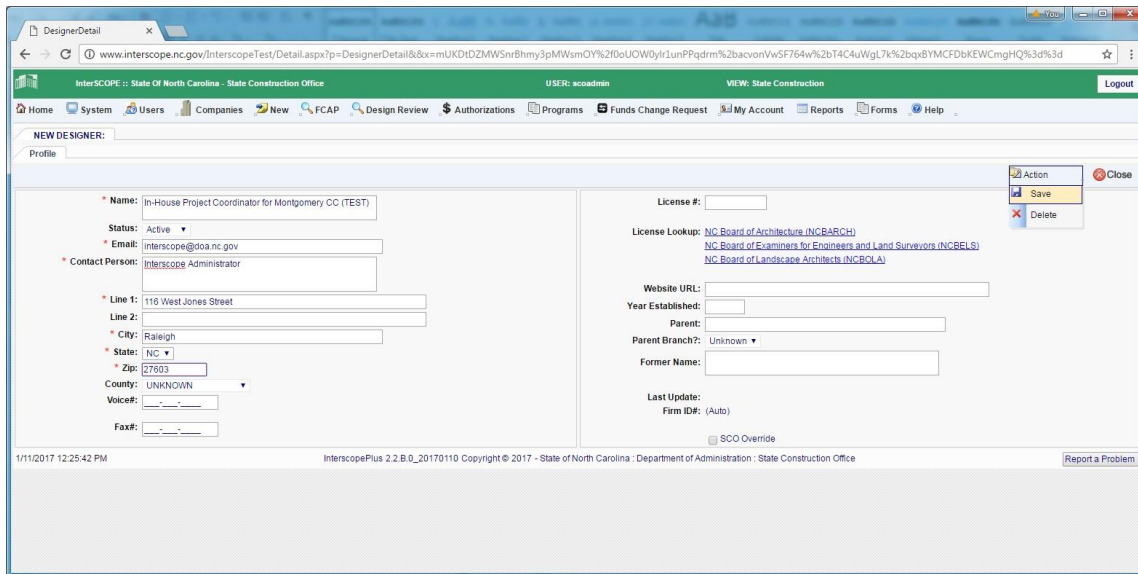 You
DesignerDetail
www.interscope.nc.gov/InterscopeTest/Detail.aspx?p=DesignerDetail&&x=mUKDtDZMWSnrBhmy3pMWsmOY%2f0oUOW0ylr1unPPqdrm%2bacvonVwSF764w%2bT4C4uWgL7k%2bqxBYMCFDbKEWCmgHQ%3d%3d
InterSCOPE :: State Of North Carolina - State Construction Office USER: scoadmin VIEW: State Construction Logout
Home System Users Companies New FCAP Design Review Authorizations Programs Funds Change Request My Account Reports Forms Help
NEW DESIGNER:
Profile
Action Close
Save
Delete
* Name: In-House Project Coordinator for Montgomery CC (TEST)
Status: Active
* Email: interscope@doa.nc.gov
* Contact Person: Interscope Administrator
* Line 1: 116 West Jones Street
Line 2:
* City: Raleigh
* State: NC
* Zip: 27603
County: UNKNOWN
Voice#: ___-___-____
Fax#: ___-___-____
License #:
License Lookup: NC Board of Architecture (NCBARCH)
NC Board of Examiners for Engineers and Land Surveyors (NCBELS)
NC Board of Landscape Architects (NCBOLA)
Website URL:
Year Established:
Parent:
Parent Branch?: Unknown
Former Name:
Last Update:
Firm ID#: (Auto)
SCO Override
1/11/2017 12:25:42 PM InterscopePlus 2.2.B.0_20170110 Copyright © 2017 - State of North Carolina : Department of Administration : State Construction Office Report a Problem